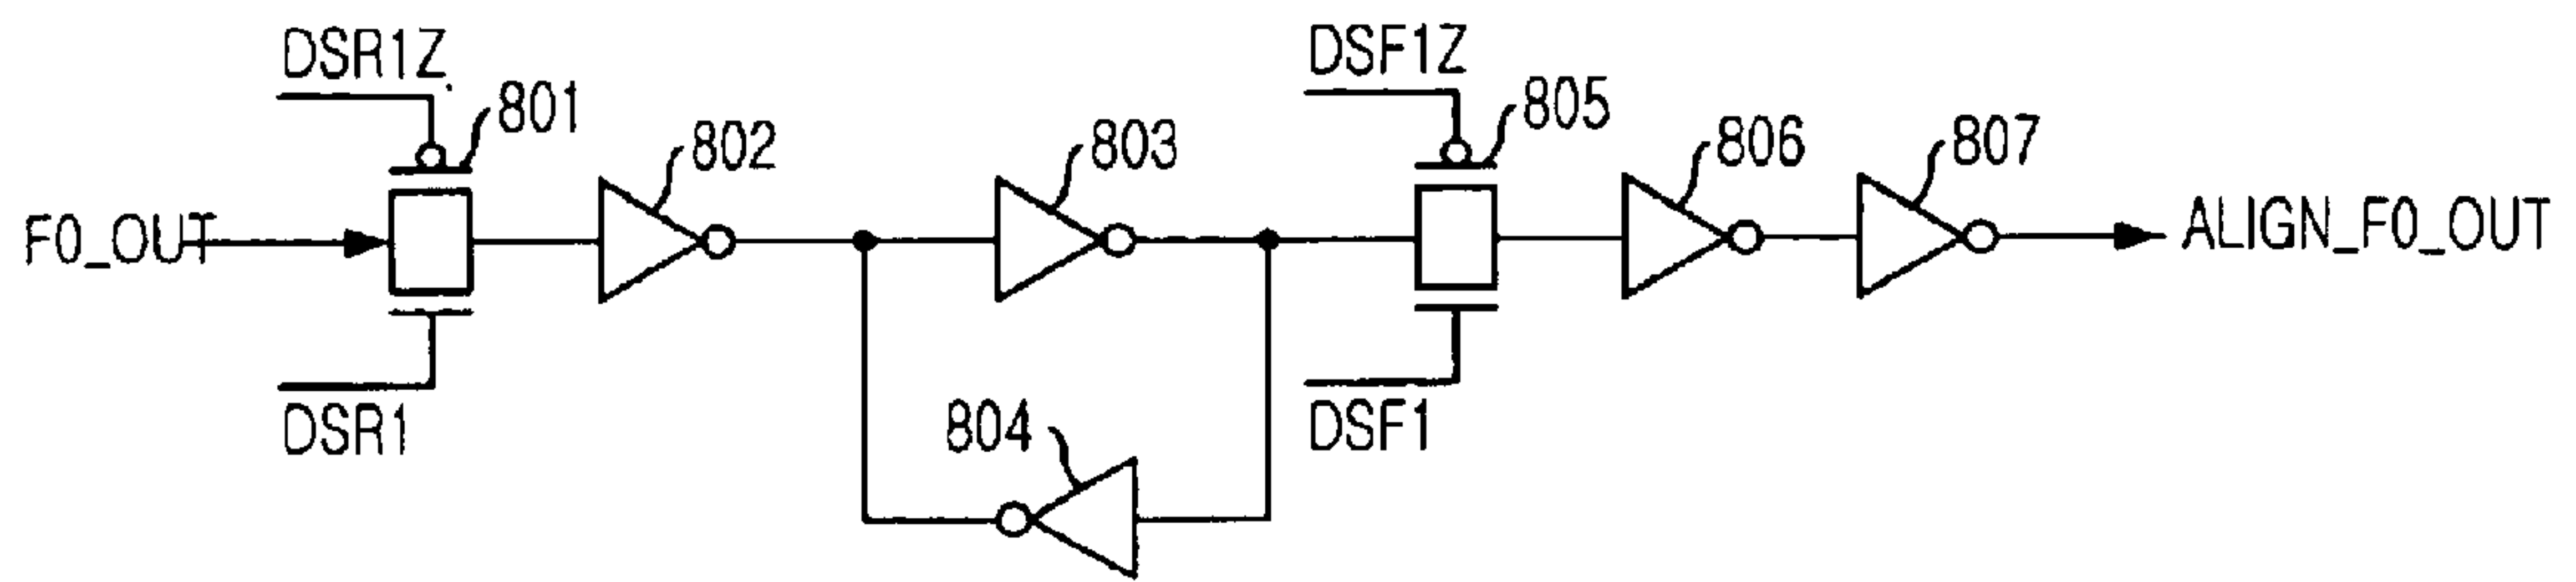 DSR1Z
801
802
803
DSF1Z
805
806
807
F0_OUT
ALIGN_F0_OUT
DSR1
804
DSF1